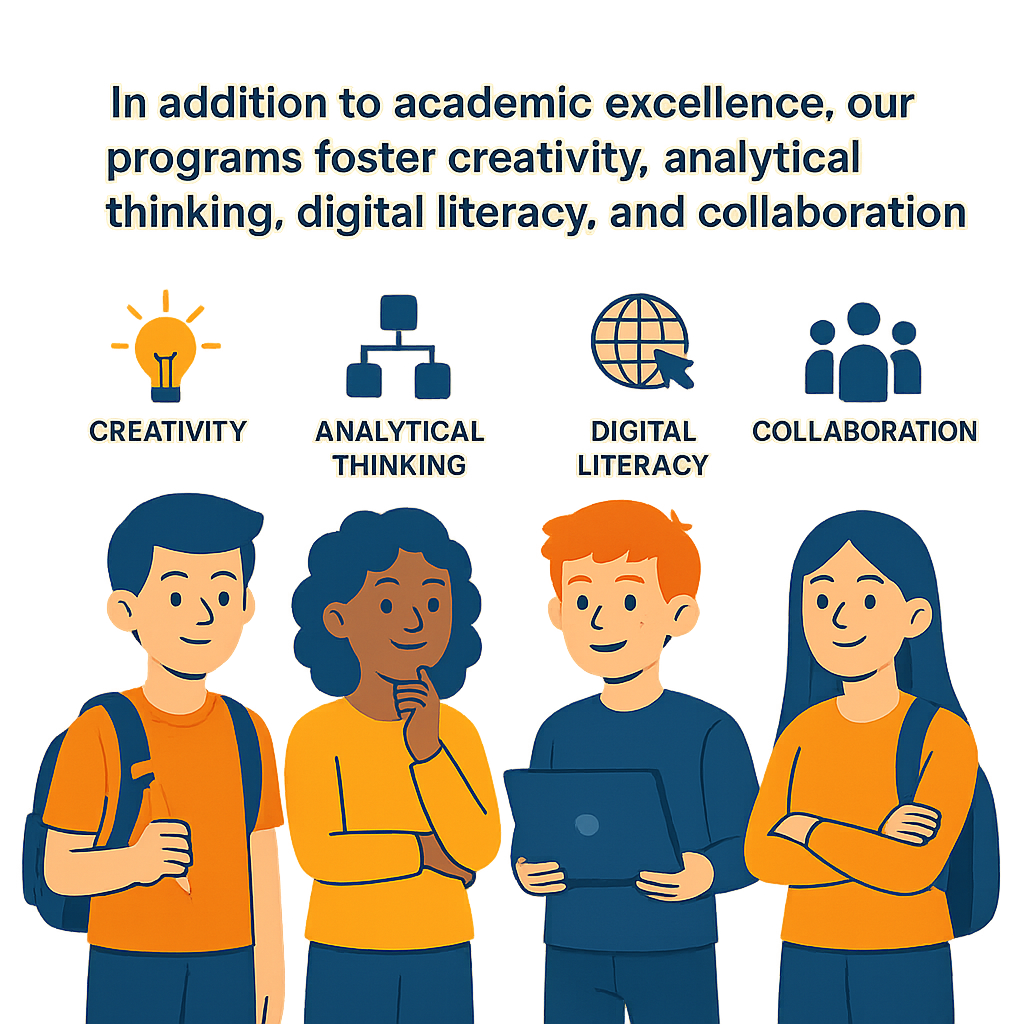 In addition to academic excellence, our
programs foster creativity, analytical
thinking, digital literacy, and collaboration
CREATIVITY
ANALYTICAL
THINKING
DIGITAL
LITERACY
COLLABORATION